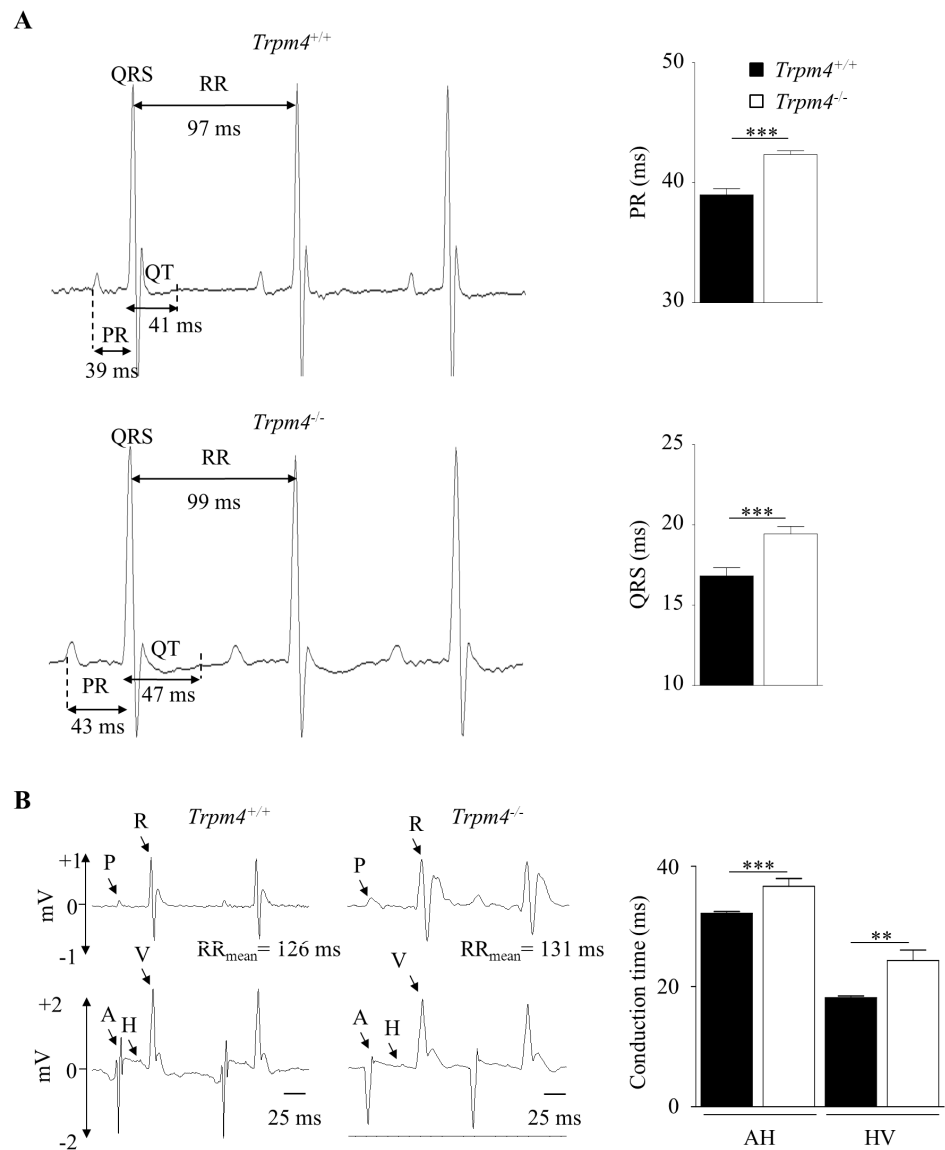 A
Trpm4+/+
QRS
RR
97 ms
QT
41 ms
PR
39 ms
50
40
30
PR (ms)
Trpm4+/+
Trpm4-/-
***
Trpm4-/-
QRS
RR
99 ms
QT
47 ms
PR
43 ms
25
20
15
10
QRS (ms)
***
B
Trpm4+/+
Trpm4-/-
R
P
+1
0
-1
mV
RRmean= 126 ms
R
P
RRmean= 131 ms
V
A
H
+2
0
-2
mV
25 ms
V
A
H
25 ms
40
20
0
Conduction time (ms)
***
**
AH
HV